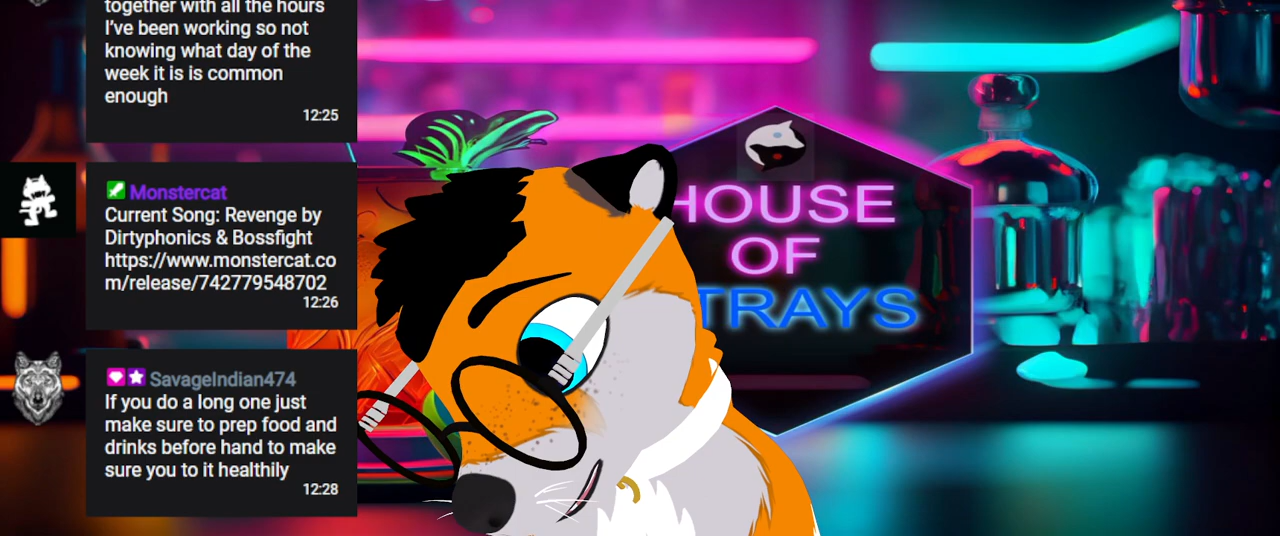 together with all the hours
I've been working so not
knowing what day of the
week it is is common
enough
12:25
Monstercat
Current Song: Revenge by
Dirtyphonics & Bossfight
https://www.monstercat.co
m/release/742779548702
12:26
SavageIndian474
If you do a long one just
make sure to prep food and
drinks before hand to make
sure you to it healthily
12:28
HOUSE
OF
TRAYS